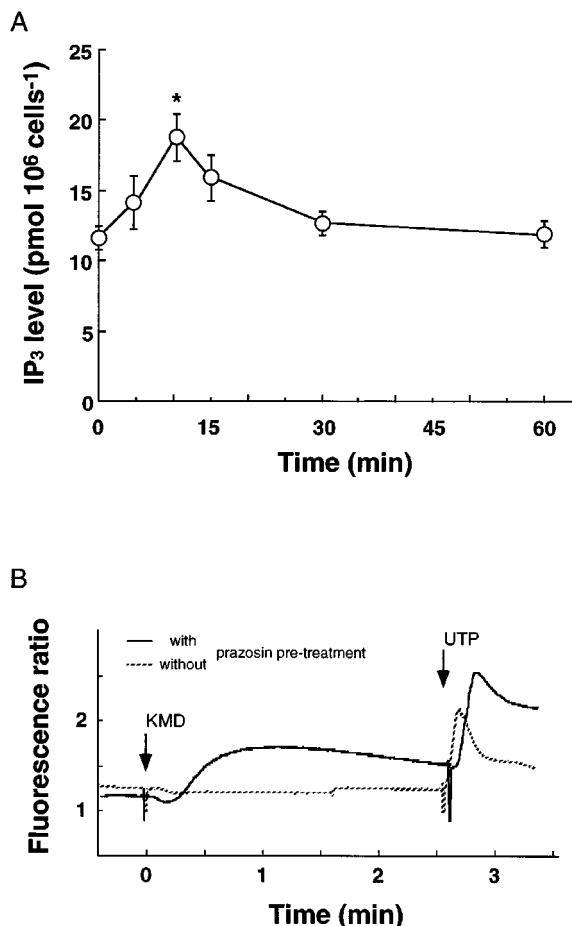 A
25
20
15
10
5
0
*
IP₃ level (pmol 10⁶ cells⁻¹)
0 15 30 45 60
Time (min)
B
with
without
prazosin pre-treatment
KMD
UTP
Fluorescence ratio
2
1
0 1 2 3
Time (min)